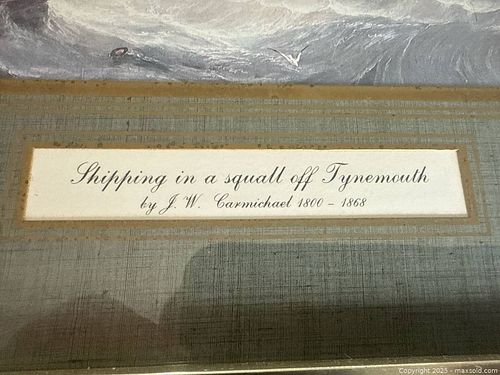 Shipping in a squall off Tynemouth
by J. W. Carmichael 1800 - 1868
Copyright 2025 - maxsold.com